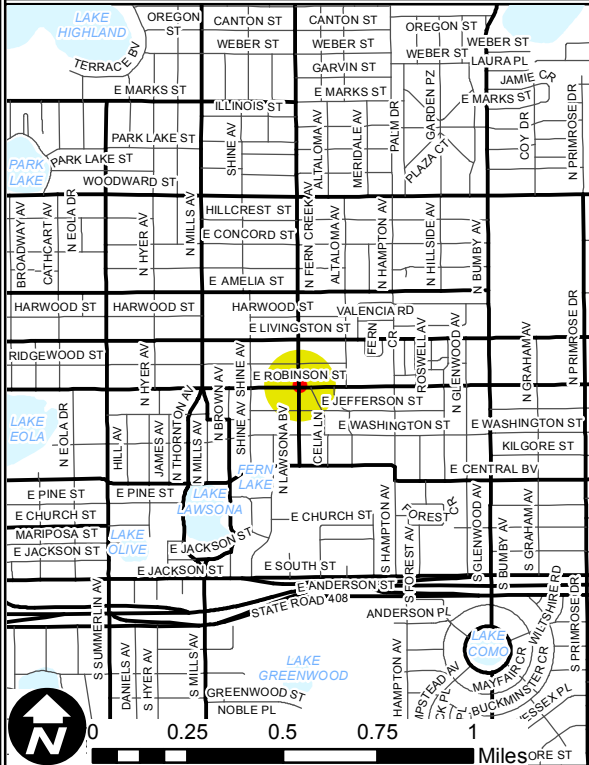 LAKE
HIGHLAND
OREGON
ST
CANTON ST
CANTON ST
OREGON ST
WEBER ST
WEBER ST
WEBER ST
WEBER ST
LAURA PL
TERRACE BV
GARVIN ST
JAMIE CR
E MARKS ST
E MARKS ST
E MARKS ST
ILLINOIS ST
SHINE AV
ALTALOMA AV
MERIDALE AV
PALM DR
GARDEN PZ
PLAZA CT
COY DR
N PRIMROSE DR
PARK LAKE ST
PARK LAKE ST
PARK
LAKE
WOODWARD ST
BROADWAY AV
CATHCART AV
N EOLA DR
N HYER AV
N MILLS AV
HILLCREST ST
E CONCORD ST
N FERN CREEK AV
ALTALOMA AV
N HAMPTON AV
N HILLSIDE AV
N BUMBY AV
E AMELIA ST
HARWOOD ST
HARWOOD ST
HARWOOD ST
VALENCIA RD
E LIVINGSTON ST
FERN
CR
ROSWELL AV
N GLENWOOD AV
N GRAHAM AV
N PRIMROSE DR
RIDGEWOOD ST
N HYER AV
SHINE AV
E ROBINSON ST
E JEFFERSON ST
N THORNTON AV
N BROWN AV
LAKE
EOLA
N EOLA DR
HILL AV
JAMES AV
N MILLS AV
SHINE AV
N LAWSONA BV
CELIA LN
E WASHINGTON ST
E WASHINGTON ST
KILGORE ST
FERN
LAKE
E CENTRAL BV
E PINE ST
E PINE ST
LAKE
LAWSONA
E CHURCH ST
E CHURCH ST
MARIPOSA ST
LAKE
OLIVE
E JACKSON ST
E JACKSON ST
E JACKSON ST
S HAMPTON AV
FOREST
CR
S FOREST AV
S GLENWOOD AV
S BUMBY AV
S GRAHAM AV
E SOUTH ST
E ANDERSON ST
STATE ROAD 408
ANDERSON PL
WILTSHIRE RD
S PRIMROSE DR
S SUMMERLIN AV
DANIELS AV
S HYER AV
S MILLS AV
LAKE
GREENWOOD
GREENWOOD ST
NOBLE PL
HAMPTON AV
MPSTEAD AV
CK PL
PL
LAKE
COMO
MAYFAIR CR
BUCKMINSTER CR
ESSEX PL
ORE ST
N
0 0.25 0.5 0.75 1
Miles